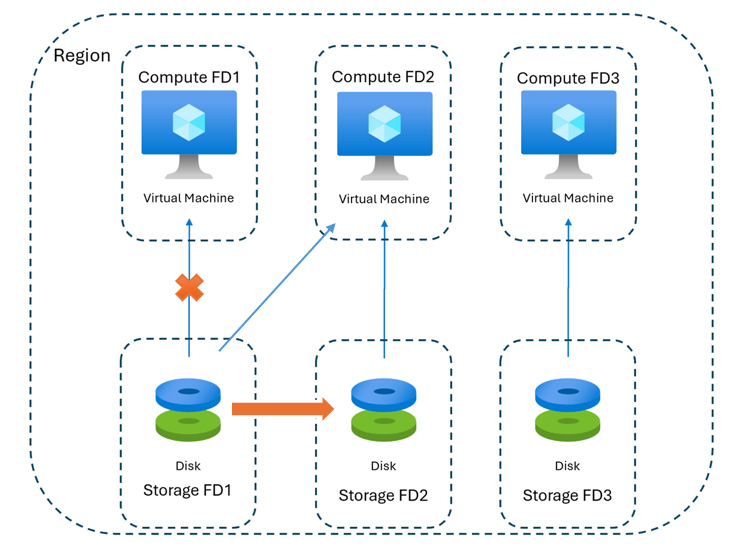 Region
Compute FD1
Compute FD2
Compute FD3
Virtual Machine
Virtual Machine
Virtual Machine
Disk
Disk
Disk
Storage FD1
Storage FD2
Storage FD3